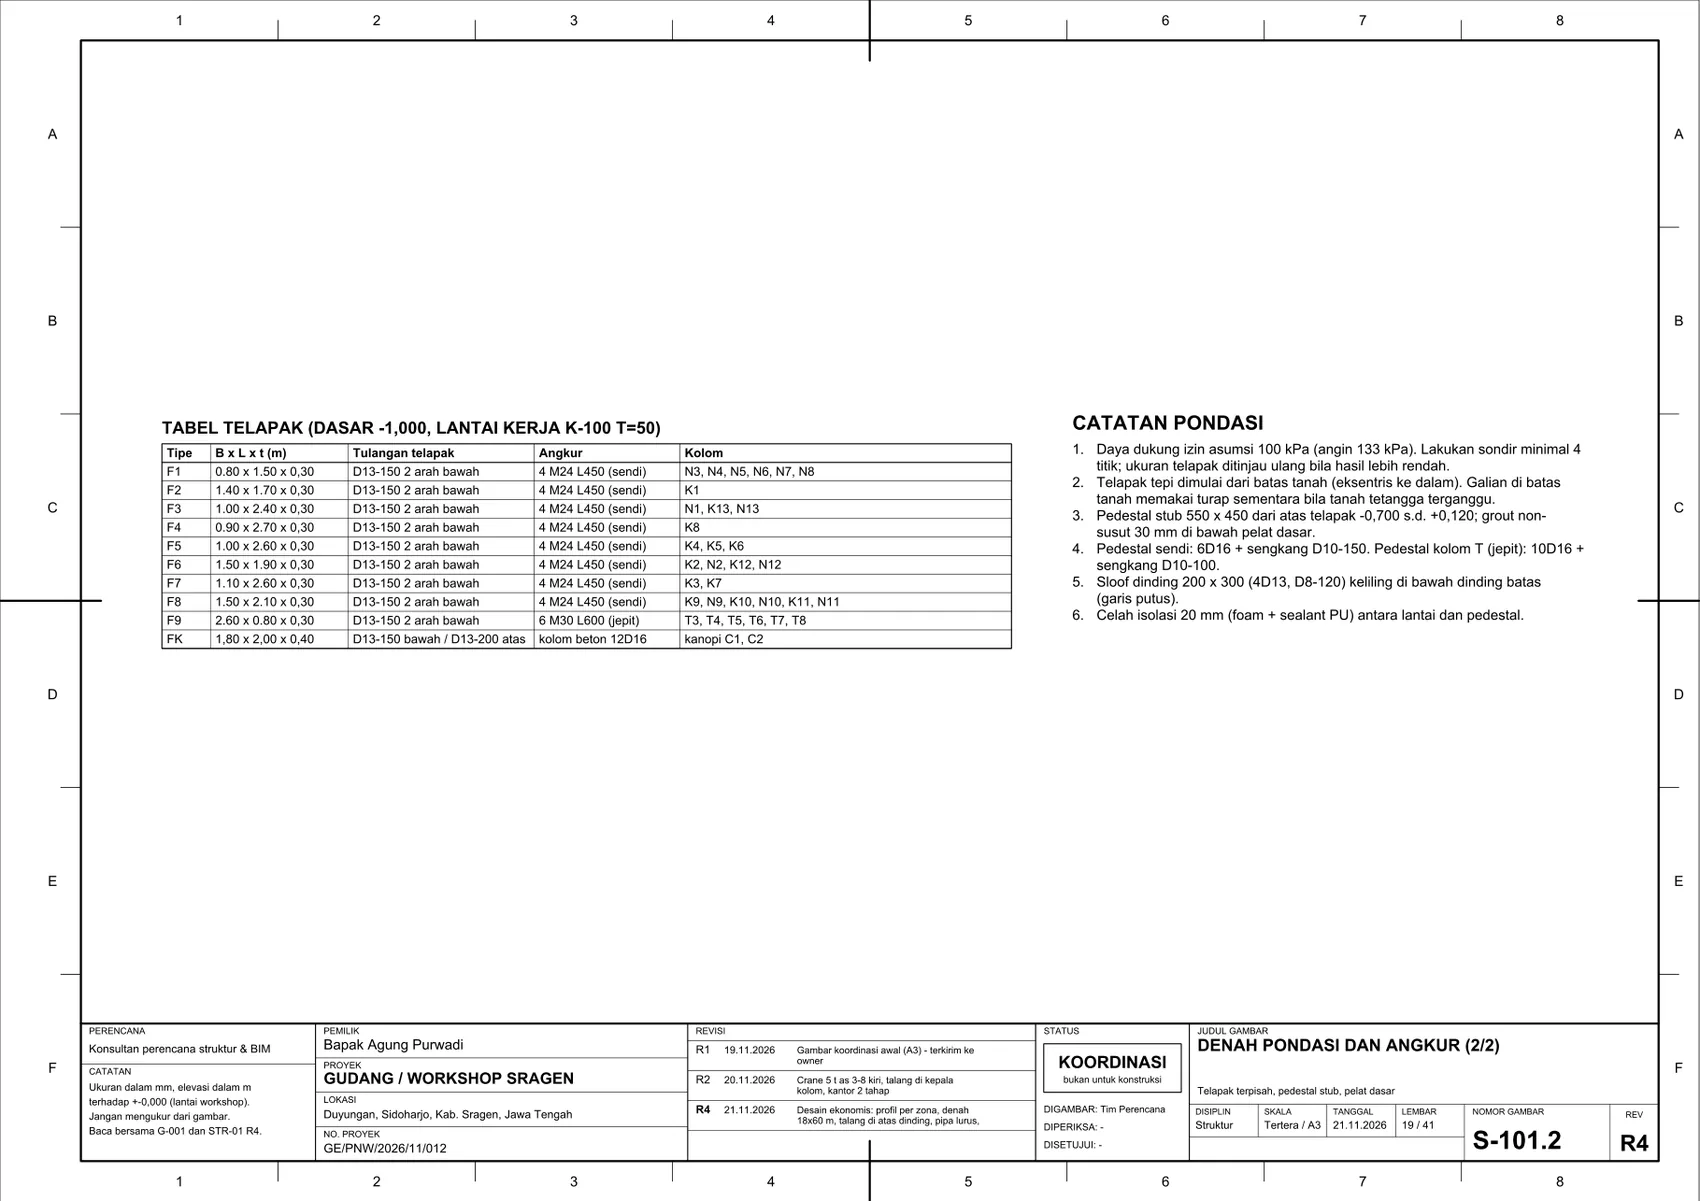 1 2 3 4 5 6 7 8
A A
B B
C C
D D
E E
F F
TABEL TELAPAK (DASAR -1,000, LANTAI KERJA K-100 T=50)
Tipe B x L x t (m) Tulangan telapak Angkur Kolom
F1 0.80 x 1.50 x 0,30 D13-150 2 arah bawah 4 M24 L450 (sendi) N3, N4, N5, N6, N7, N8
F2 1.40 x 1.70 x 0,30 D13-150 2 arah bawah 4 M24 L450 (sendi) K1
F3 1.00 x 2.40 x 0,30 D13-150 2 arah bawah 4 M24 L450 (sendi) N1, K13, N13
F4 0.90 x 2.70 x 0,30 D13-150 2 arah bawah 4 M24 L450 (sendi) K8
F5 1.00 x 2.60 x 0,30 D13-150 2 arah bawah 4 M24 L450 (sendi) K4, K5, K6
F6 1.50 x 1.90 x 0,30 D13-150 2 arah bawah 4 M24 L450 (sendi) K2, N2, K12, N12
F7 1.10 x 2.60 x 0,30 D13-150 2 arah bawah 4 M24 L450 (sendi) K3, K7
F8 1.50 x 2.10 x 0,30 D13-150 2 arah bawah 4 M24 L450 (sendi) K9, N9, K10, N10, K11, N11
F9 2.60 x 0.80 x 0,30 D13-150 2 arah bawah 6 M30 L600 (jepit) T3, T4, T5, T6, T7, T8
FK 1,80 x 2,00 x 0,40 D13-150 bawah / D13-200 atas kolom beton 12D16 kanopi C1, C2
CATATAN PONDASI
1. Daya dukung izin asumsi 100 kPa (angin 133 kPa). Lakukan sondir minimal 4
titik; ukuran telapak ditinjau ulang bila hasil lebih rendah.
2. Telapak tepi dimulai dari batas tanah (eksentris ke dalam). Galian di batas
tanah memakai turap sementara bila tanah tetangga terganggu.
3. Pedestal stub 550 x 450 dari atas telapak -0,700 s.d. +0,120; grout non-
susut 30 mm di bawah pelat dasar.
4. Pedestal sendi: 6D16 + sengkang D10-150. Pedestal kolom T (jepit): 10D16 +
sengkang D10-100.
5. Sloof dinding 200 x 300 (4D13, D8-120) keliling di bawah dinding batas
(garis putus).
6. Celah isolasi 20 mm (foam + sealant PU) antara lantai dan pedestal.
PERENCANA
Konsultan perencana struktur & BIM
CATATAN
Ukuran dalam mm, elevasi dalam m
terhadap +-0,000 (lantai workshop).
Jangan mengukur dari gambar.
Baca bersama G-001 dan STR-01 R4.
PEMILIK
Bapak Agung Purwadi
PROYEK
GUDANG / WORKSHOP SRAGEN
LOKASI
Duyungan, Sidoharjo, Kab. Sragen, Jawa Tengah
NO. PROYEK
GE/PNW/2026/11/012
REVISI
R1 19.11.2026 Gambar koordinasi awal (A3) - terkirim ke
owner
R2 20.11.2026 Crane 5 t as 3-8 kiri, talang di kepala
kolom, kantor 2 tahap
R4 21.11.2026 Desain ekonomis: profil per zona, denah
18x60 m, talang di atas dinding, pipa lurus,
STATUS
KOORDINASI
bukan untuk konstruksi
DIGAMBAR: Tim Perencana
DIPERIKSA: -
DISETUJUI: -
JUDUL GAMBAR
DENAH PONDASI DAN ANGKUR (2/2)
Telapak terpisah, pedestal stub, pelat dasar
DISIPLIN SKALA TANGGAL LEMBAR NOMOR GAMBAR REV
Struktur Tertera / A3 21.11.2026 19 / 41 S-101.2 R4
1 2 3 4 5 6 7 8